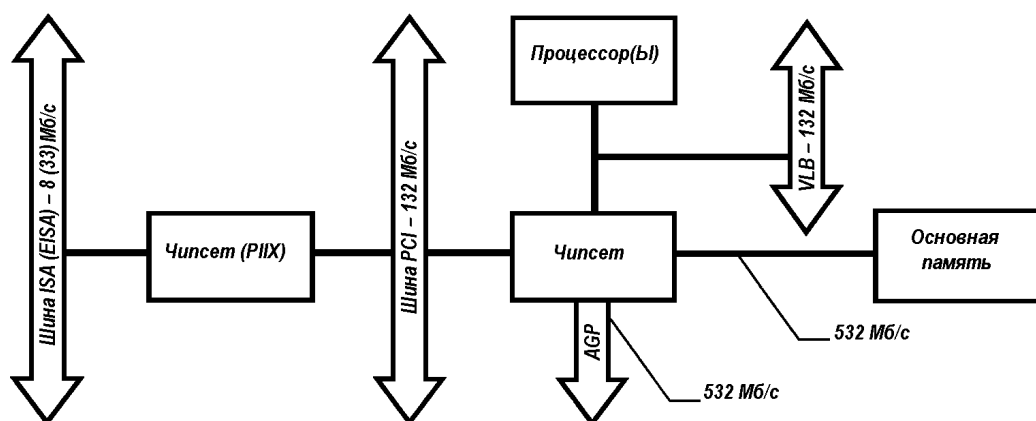 Процессор(Ы)
Шина ISA (EISA) – 8 (33) Мб/с
Шина PCI – 132 Мб/с
VLB – 132 Мб/с
Чипсет (PIIX)
Чипсет
Основная
память
AGP
532 Мб/с
532 Мб/с